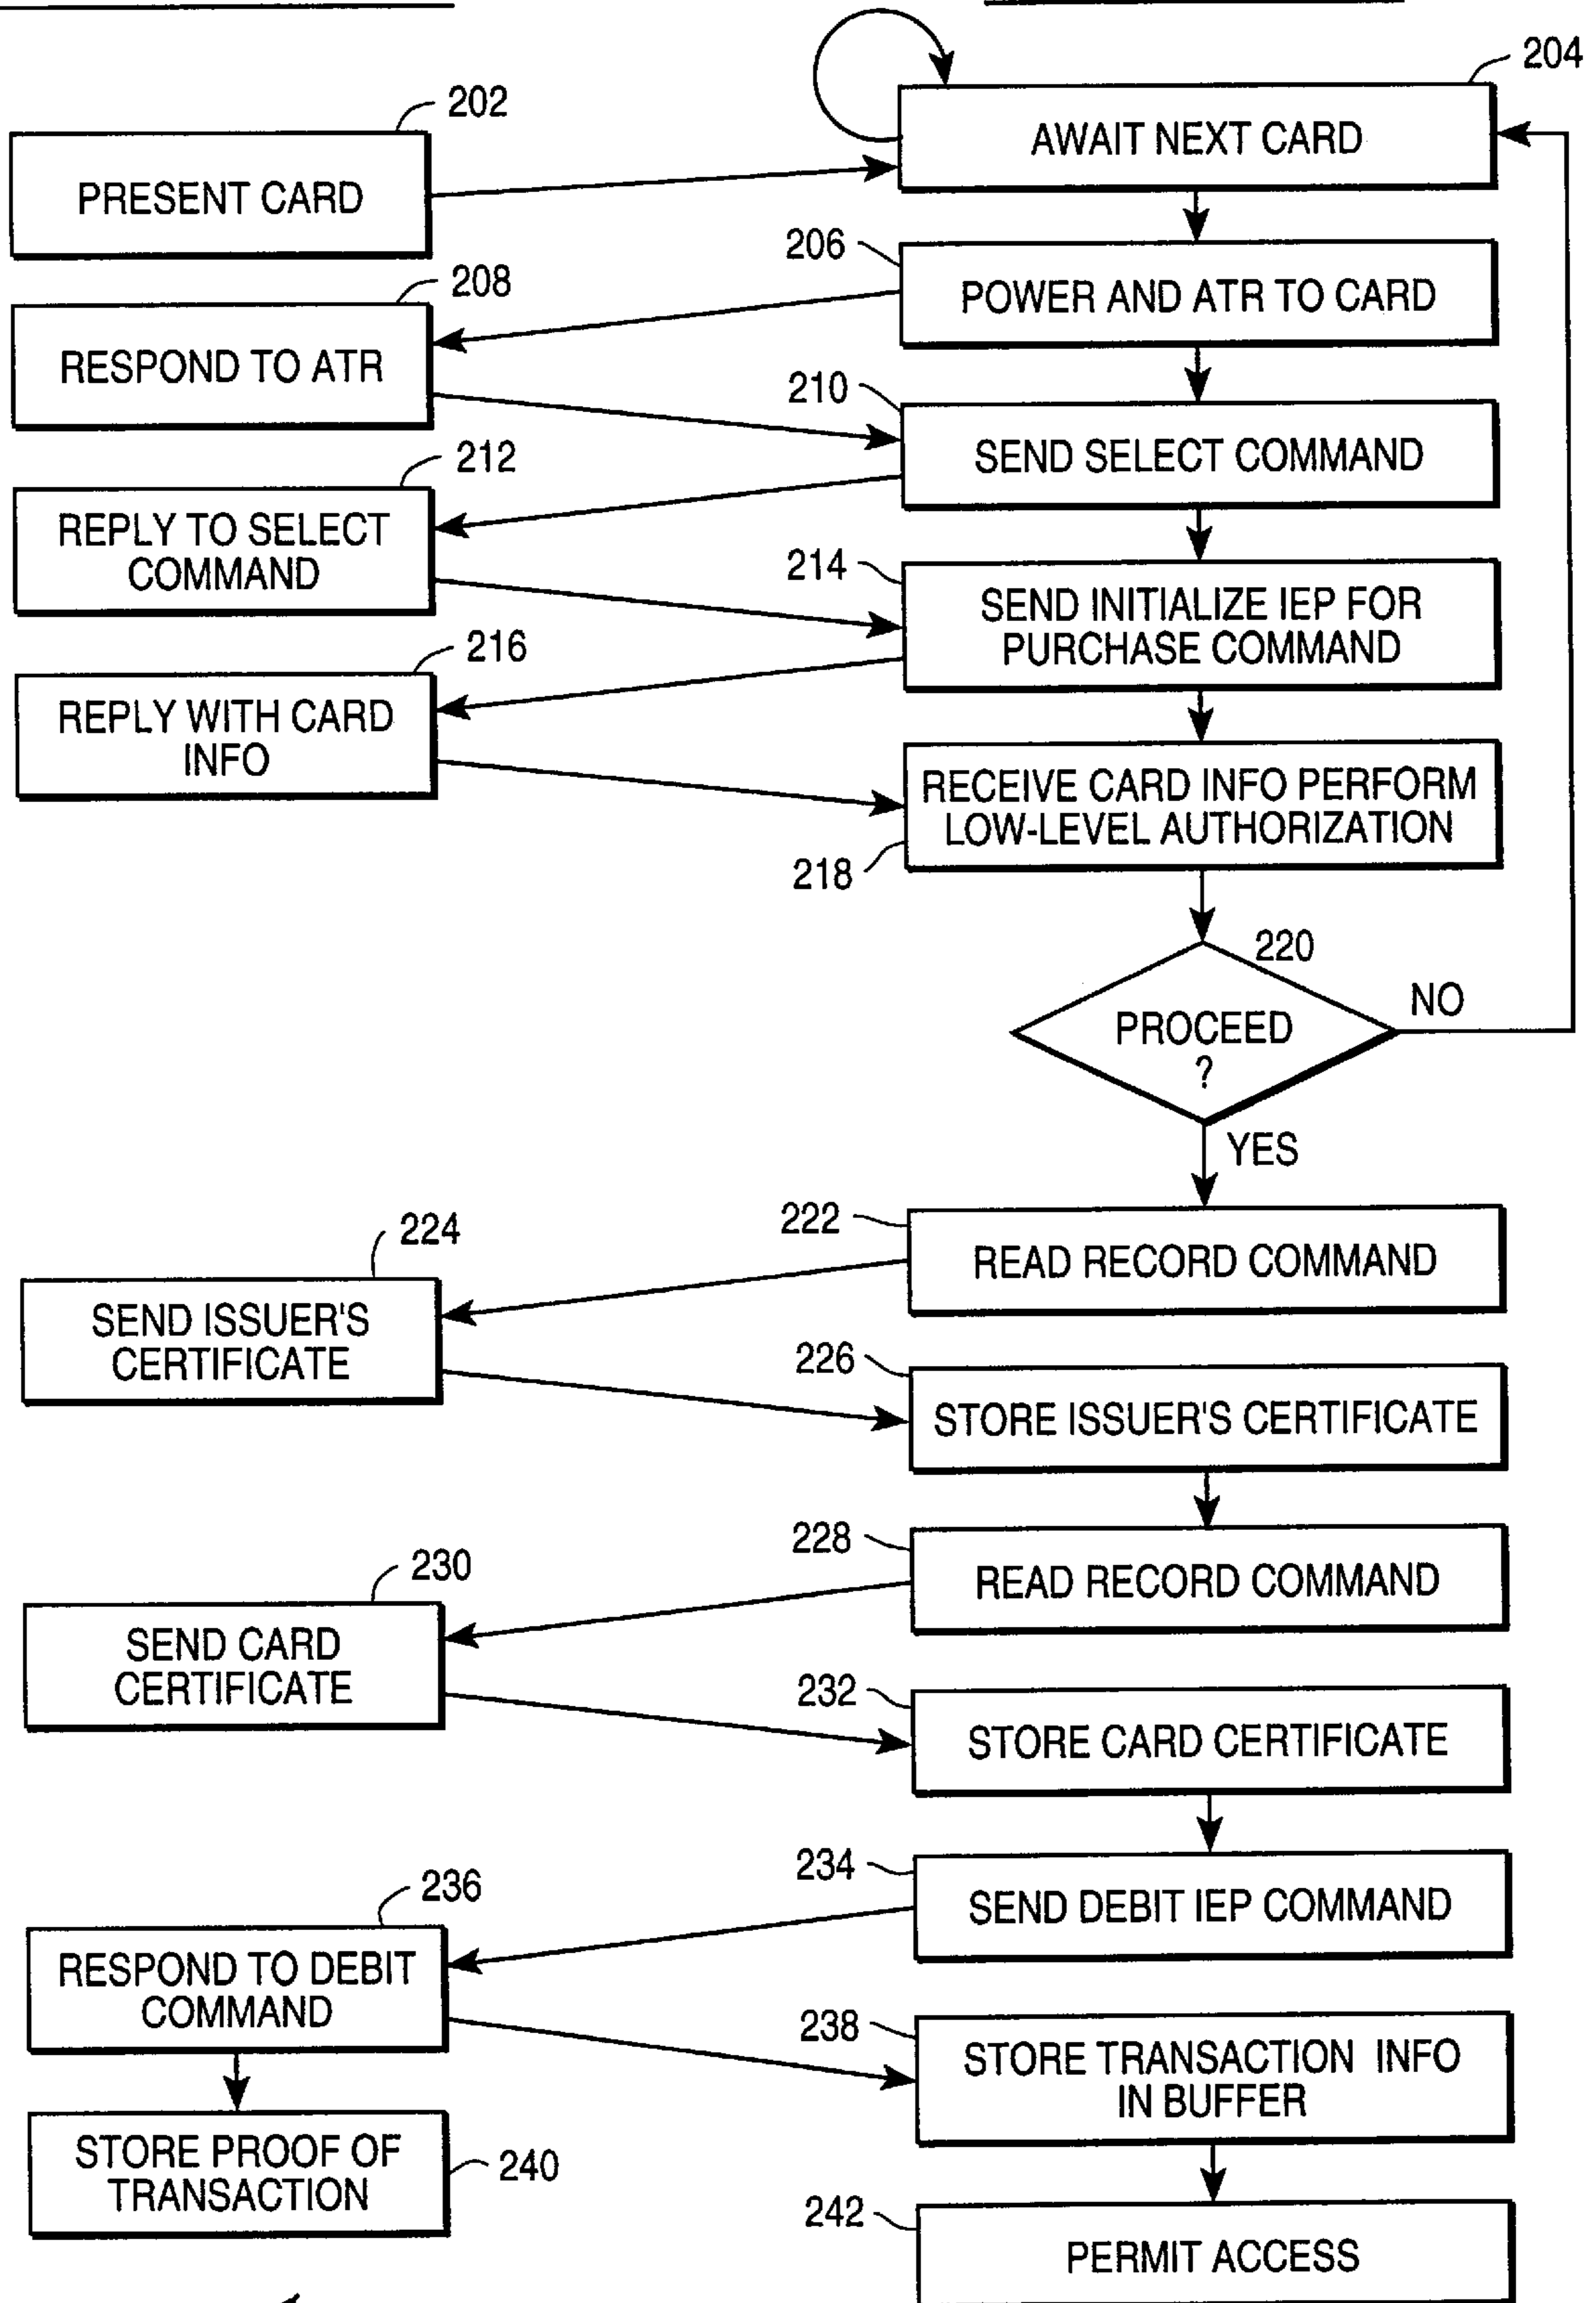 204
AWAIT NEXT CARD
202
PRESENT CARD
206
POWER AND ATR TO CARD
208
RESPOND TO ATR
210
SEND SELECT COMMAND
212
REPLY TO SELECT
COMMAND
214
SEND INITIALIZE IEP FOR
PURCHASE COMMAND
216
REPLY WITH CARD
INFO
RECEIVE CARD INFO PERFORM
LOW-LEVEL AUTHORIZATION
218
220
PROCEED
?
NO
YES
222
READ RECORD COMMAND
224
SEND ISSUER'S
CERTIFICATE
226
STORE ISSUER'S CERTIFICATE
228
READ RECORD COMMAND
230
SEND CARD
CERTIFICATE
232
STORE CARD CERTIFICATE
234
SEND DEBIT IEP COMMAND
236
RESPOND TO DEBIT
COMMAND
238
STORE TRANSACTION INFO
IN BUFFER
STORE PROOF OF
TRANSACTION
240
242
PERMIT ACCESS